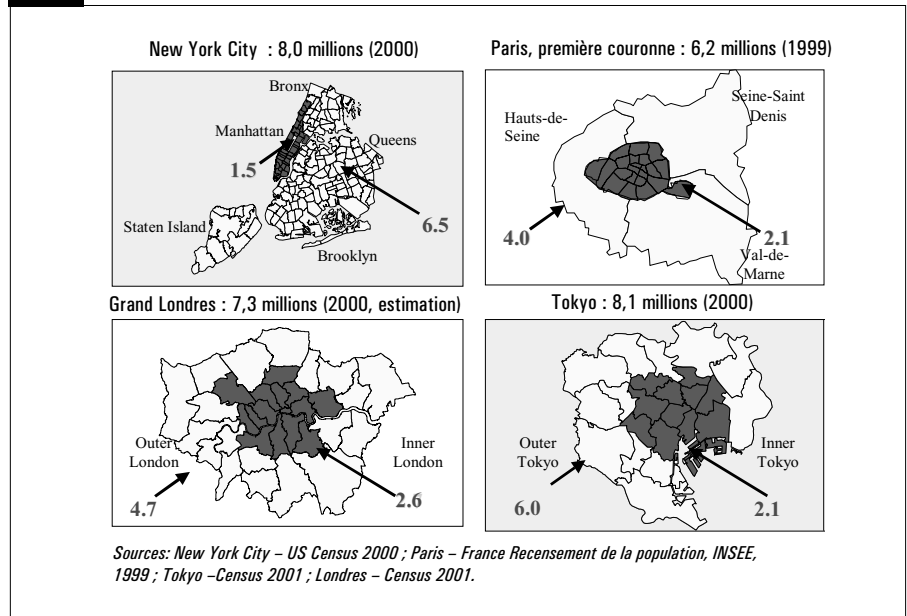 New York City : 8,0 millions (2000)
Bronx
Manhattan
Queens
1.5
6.5
Staten Island
Brooklyn
Paris, première couronne : 6,2 millions (1999)
Seine-Saint
Denis
Hauts-de-
Seine
4.0
2.1
Val-de-
Marne
Grand Londres : 7,3 millions (2000, estimation)
Outer
London
Inner
London
4.7
2.6
Tokyo : 8,1 millions (2000)
Outer
Tokyo
Inner
Tokyo
6.0
2.1
Sources: New York City – US Census 2000 ; Paris – France Recensement de la population, INSEE,
1999 ; Tokyo –Census 2001 ; Londres – Census 2001.